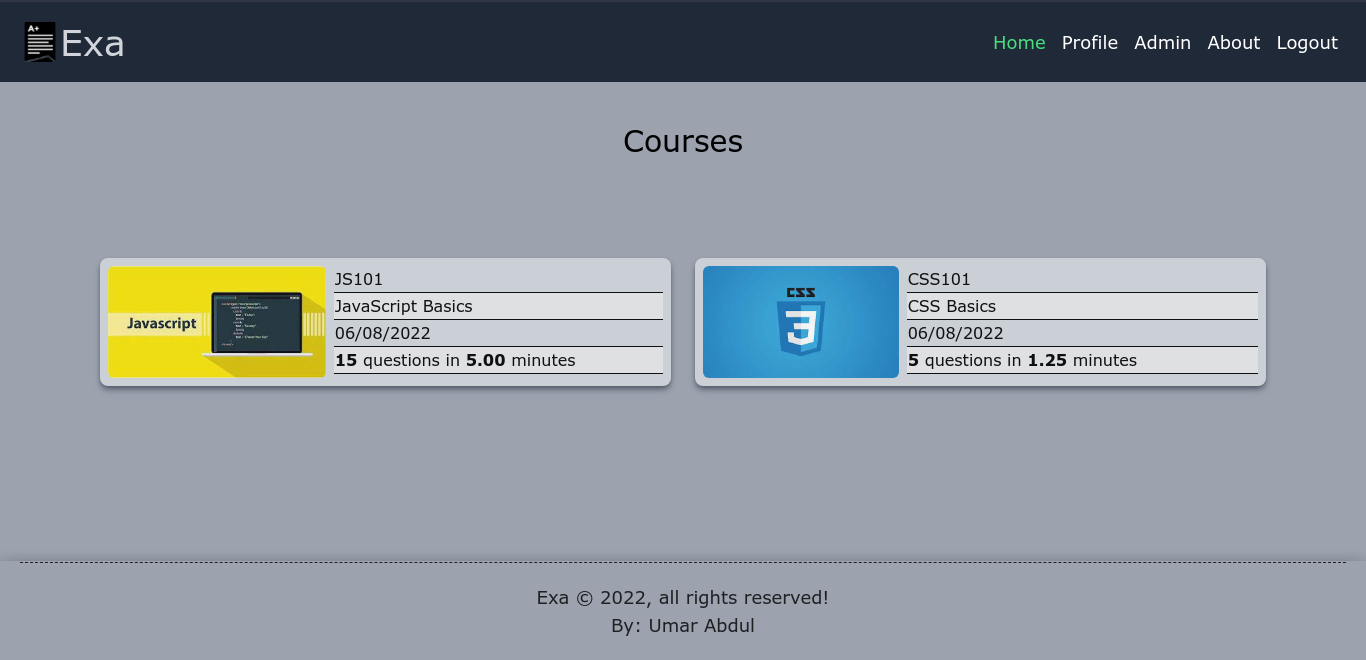 A+
Exa
Home Profile Admin About Logout
Courses
Javascript
JS101
JavaScript Basics
06/08/2022
15 questions in 5.00 minutes
CSS
3
CSS101
CSS Basics
06/08/2022
5 questions in 1.25 minutes
Exa © 2022, all rights reserved!
By: Umar Abdul